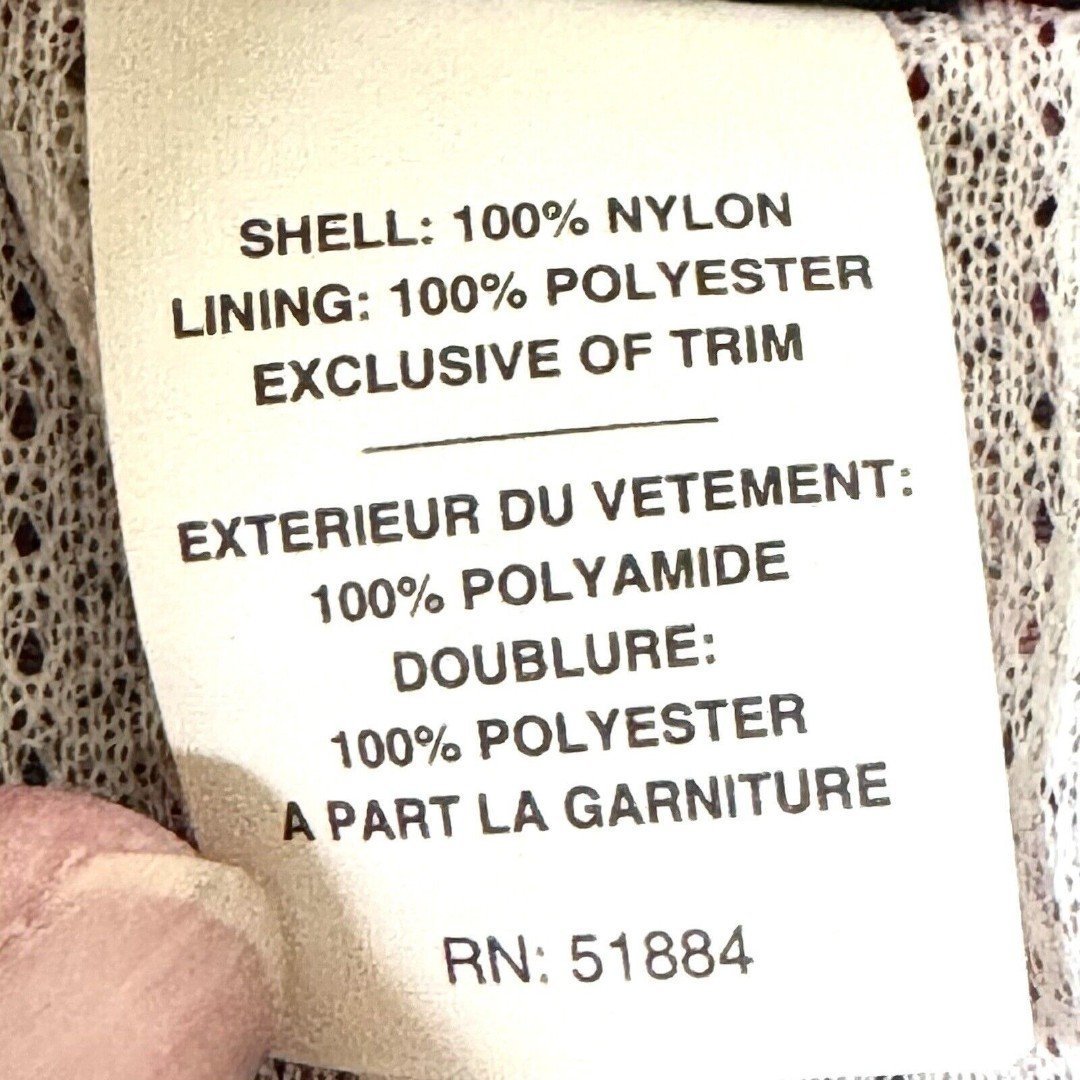 SHELL: 100% NYLON
LINING: 100% POLYESTER
EXCLUSIVE OF TRIM
EXTERIEUR DU VETEMENT:
100% POLYAMIDE
DOUBLURE:
100% POLYESTER
A PART LA GARNITURE
RN: 51884